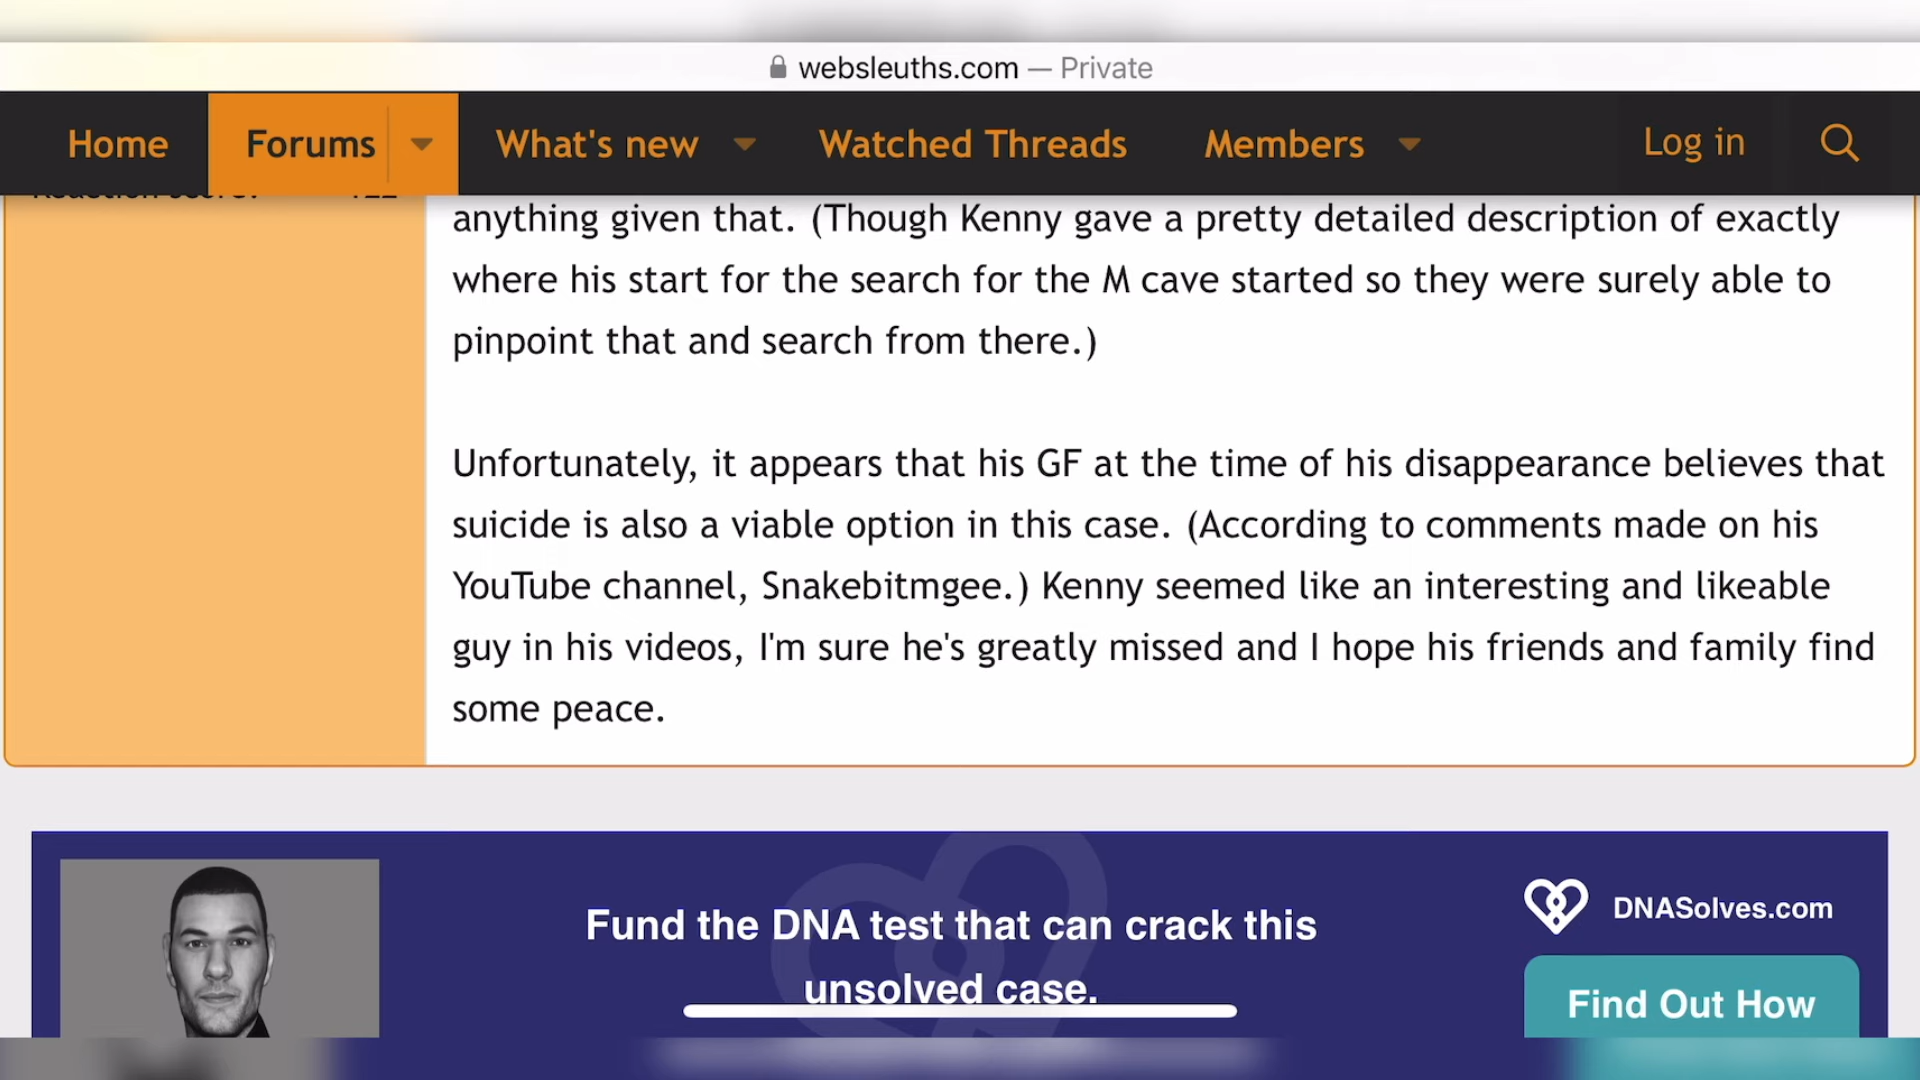 websleuths.com — Private
Home Forums What's new Watched Threads Members Log in
anything given that. (Though Kenny gave a pretty detailed description of exactly
where his start for the search for the M cave started so they were surely able to
pinpoint that and search from there.)
Unfortunately, it appears that his GF at the time of his disappearance believes that
suicide is also a viable option in this case. (According to comments made on his
YouTube channel, Snakebitmgee.) Kenny seemed like an interesting and likeable
guy in his videos, I'm sure he's greatly missed and I hope his friends and family find
some peace.
Fund the DNA test that can crack this
unsolved case.
DNASolves.com
Find Out How